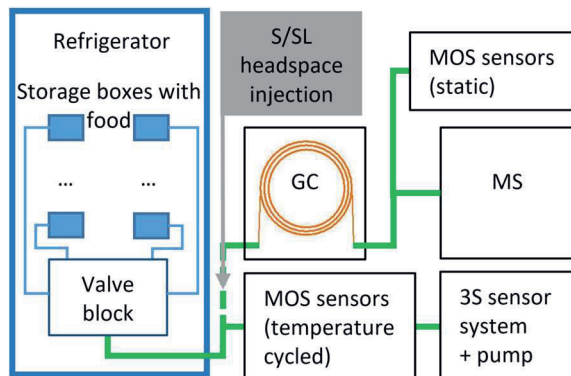 Refrigerator
Storage boxes with
food
...
...
Valve
block
S/SL
headspace
injection
GC
MOS sensors
(static)
MS
MOS sensors
(temperature
cycled)
3S sensor
system
+ pump